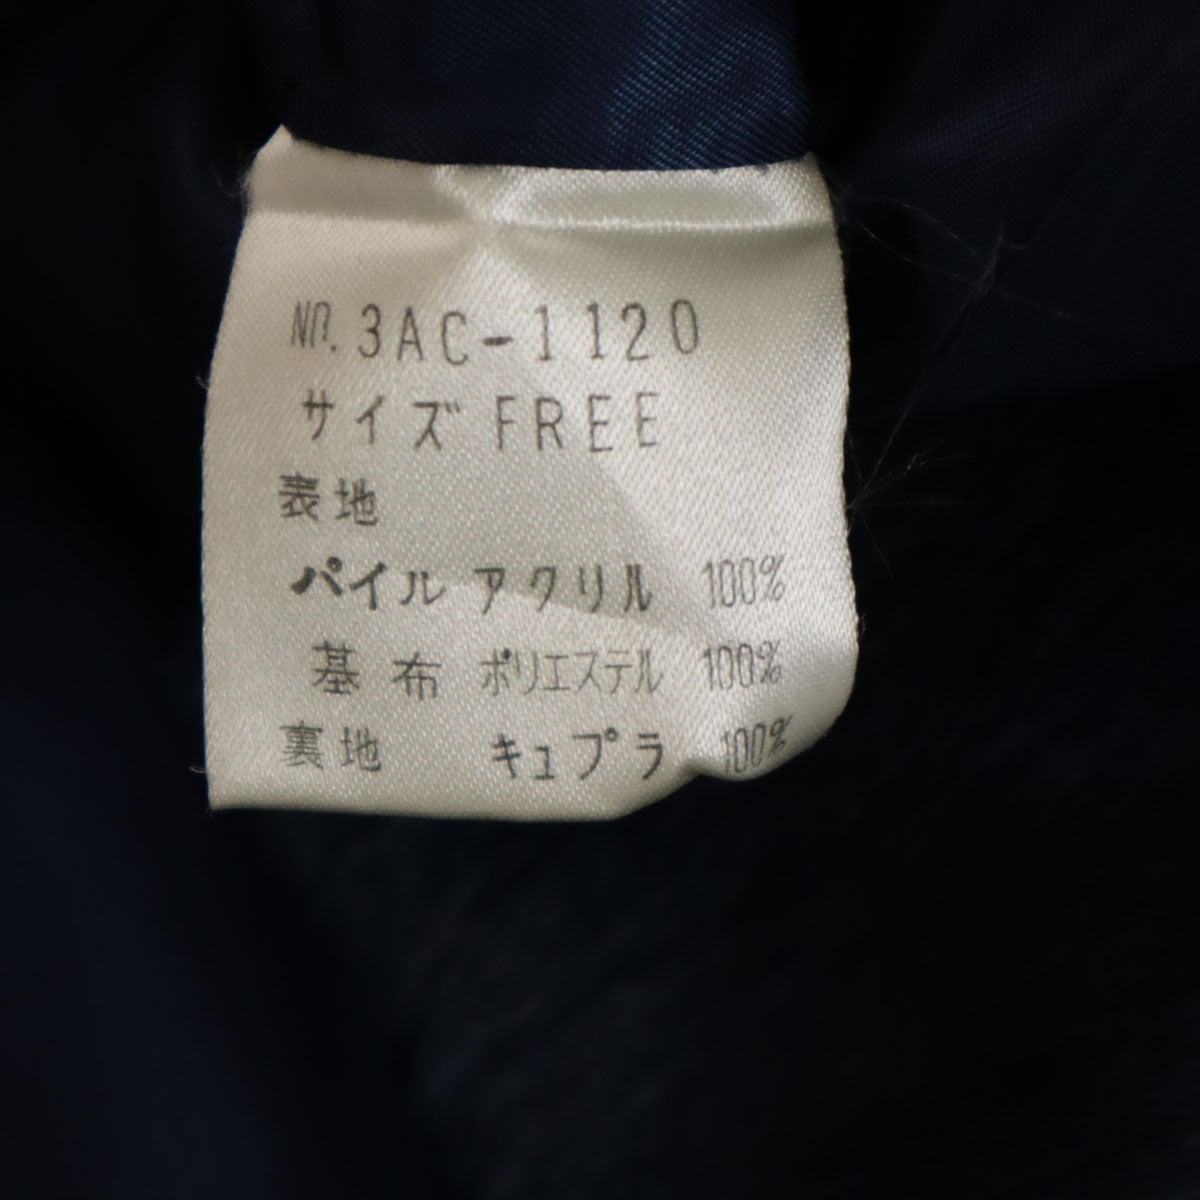 No. 3AC-1120
サイズ FREE
表地
パイル アクリル 100%
基布 ポリエステル 100%
裏地 キュプラ 100%